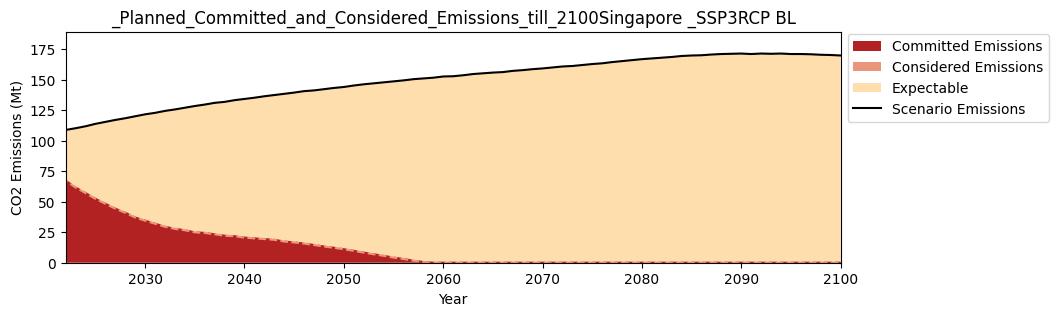 _Planned_Committed_and_Considered_Emissions_till_2100Singapore _SSP3RCP BL
CO2 Emissions (Mt)
175
150
125
100
75
50
25
0
2030 2040 2050 2060 2070 2080 2090 2100
Year
Committed Emissions
Considered Emissions
Expectable
Scenario Emissions